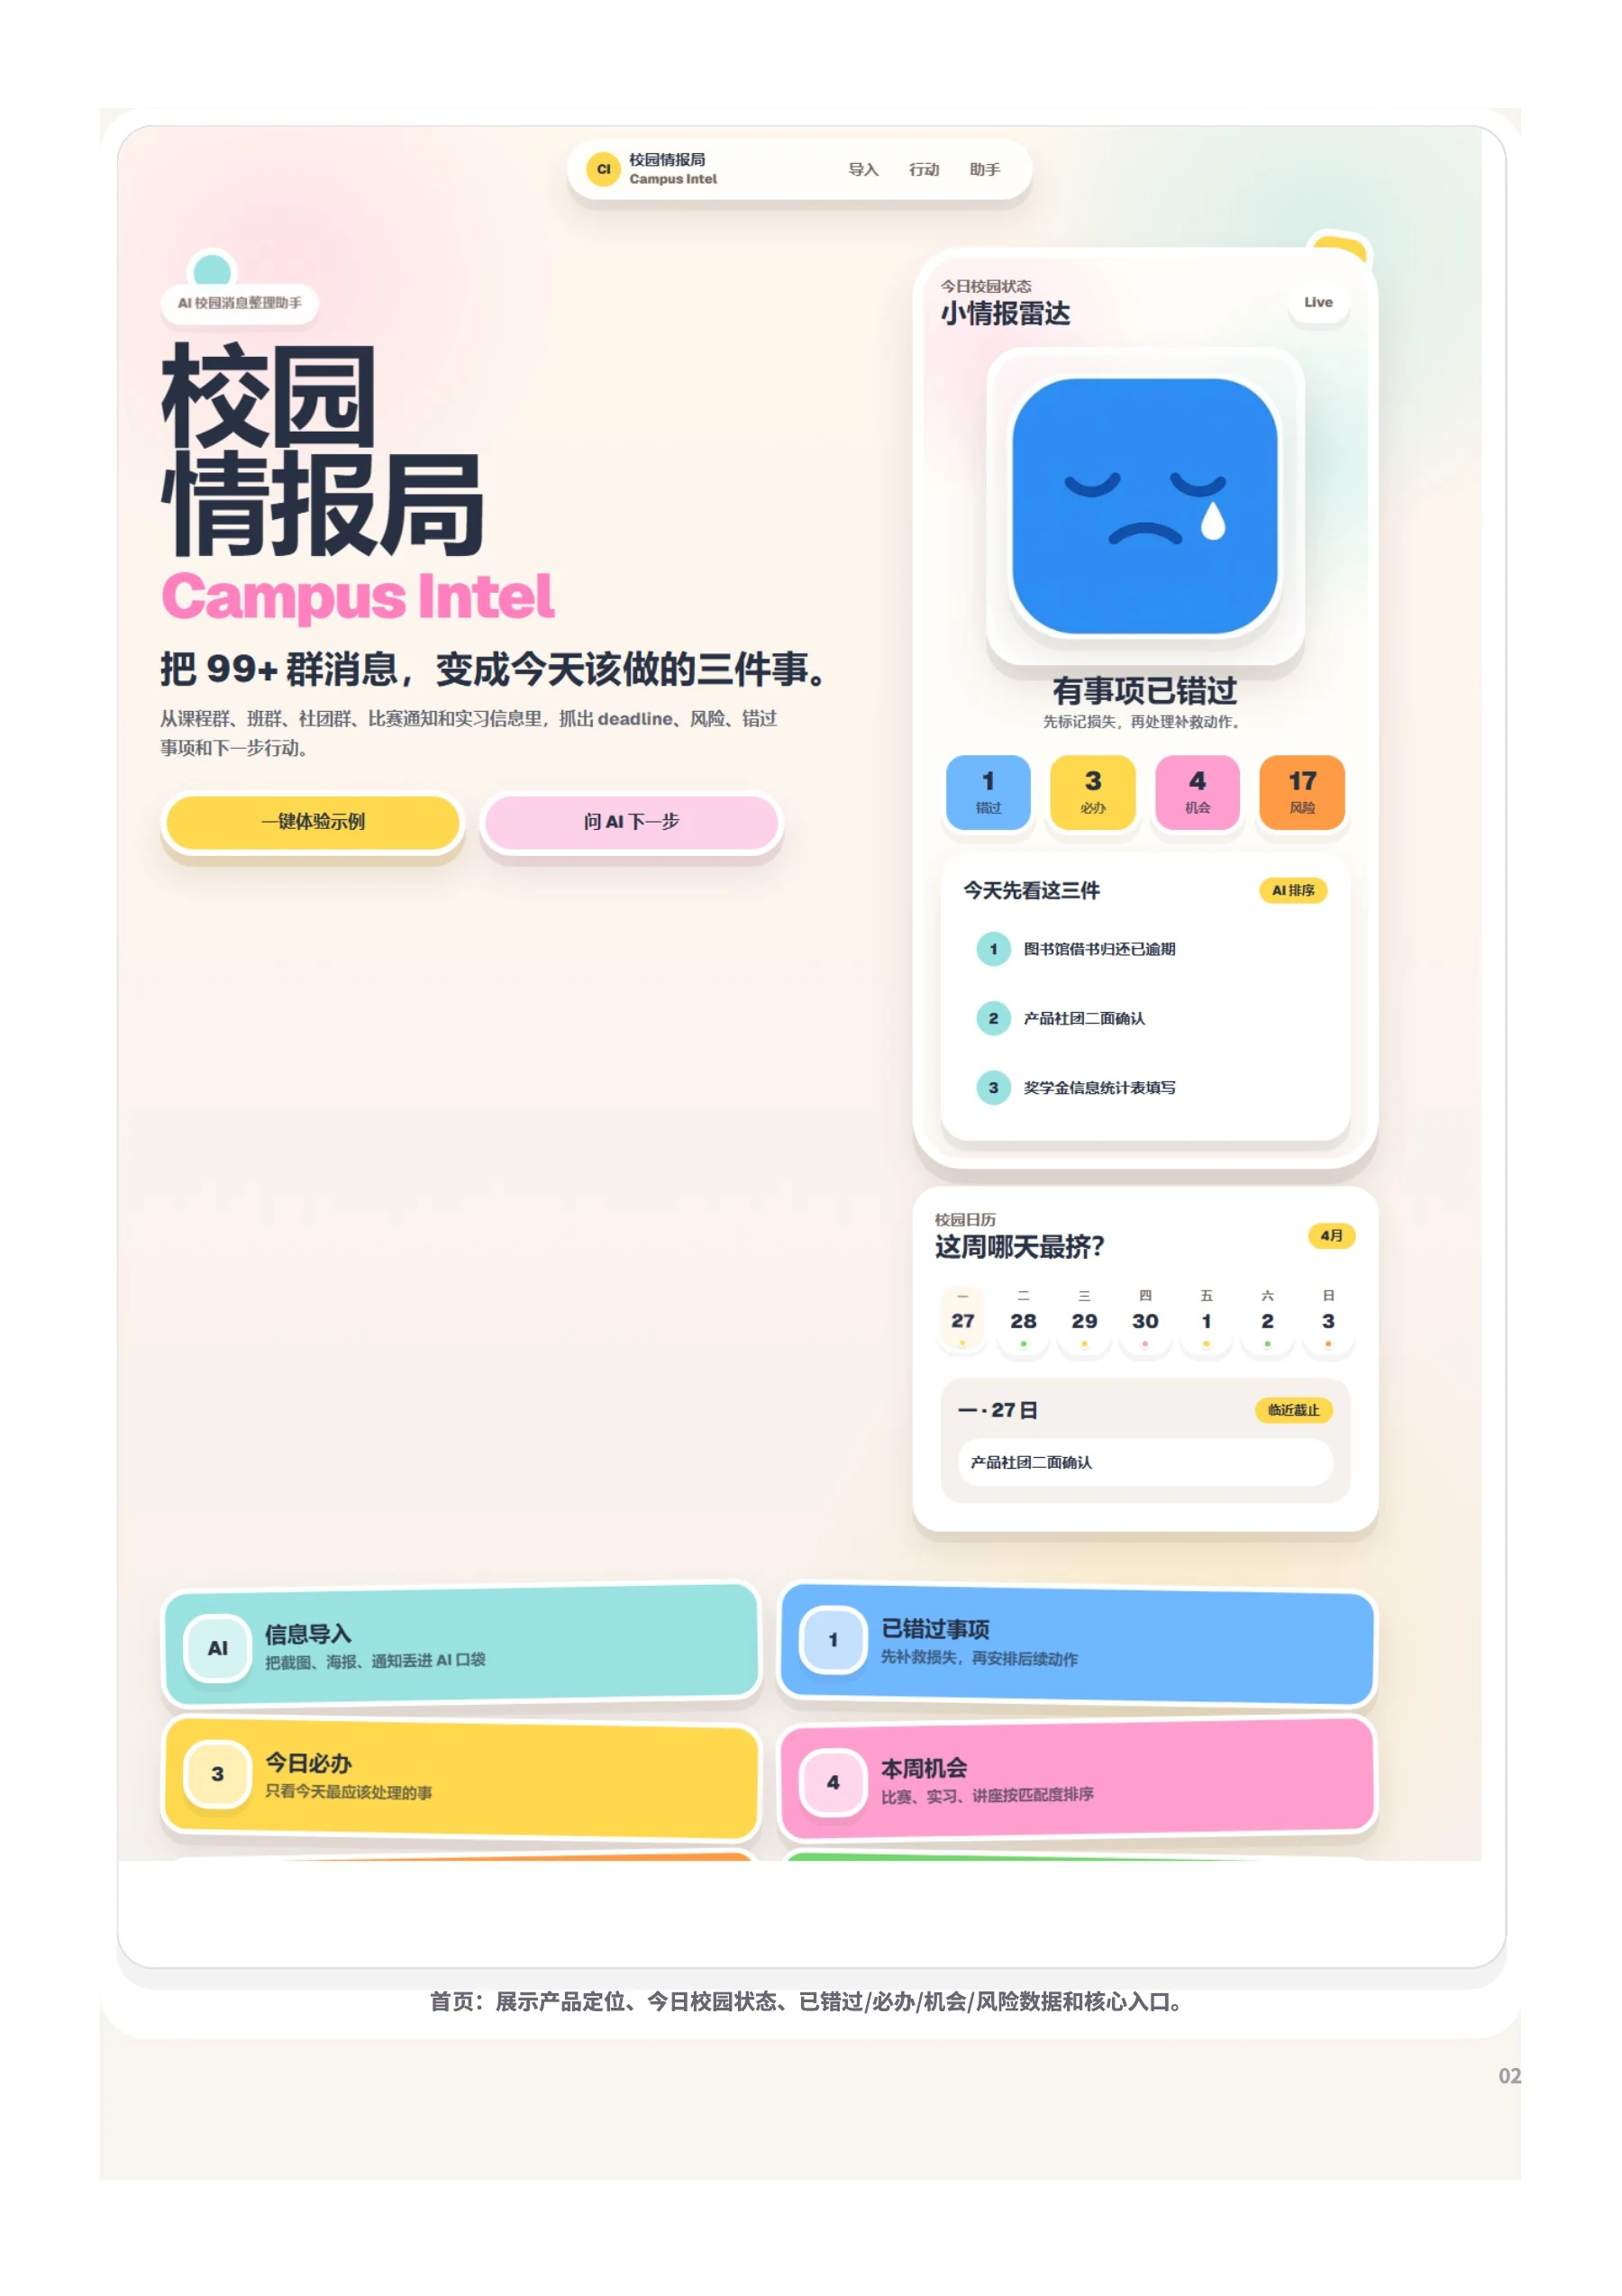 CI
校园情报局
Campus Intel
导入
行动
助手
AI 校园消息整理助手
校园
情报局
Campus Intel
把 99+ 群消息，变成今天该做的三件事。
从课程群、班群、社团群、比赛通知和实习信息里，抓出 deadline、风险、错过
事项和下一步行动。
一键体验示例
问 AI 下一步
今日校园状态
小情报雷达
Live
有事项已错过
先标记损失，再处理补救动作。
1
错过
3
必办
4
机会
17
风险
今天先看这三件
AI 排序
1
图书馆借书归还已逾期
2
产品社团二面确认
3
奖学金信息统计表填写
校园日历
这周哪天最挤？
4月
一 二 三 四 五 六 日
27 28 29 30 1 2 3
一 · 27 日
临近截止
产品社团二面确认
AI
信息导入
把截图、海报、通知丢进 AI 口袋
1
已错过事项
先补救损失，再安排后续动作
3
今日必办
只看今天最应该处理的事
4
本周机会
比赛、实习、讲座按匹配度排序
首页：展示产品定位、今日校园状态、已错过/必办/机会/风险数据和核心入口。
02